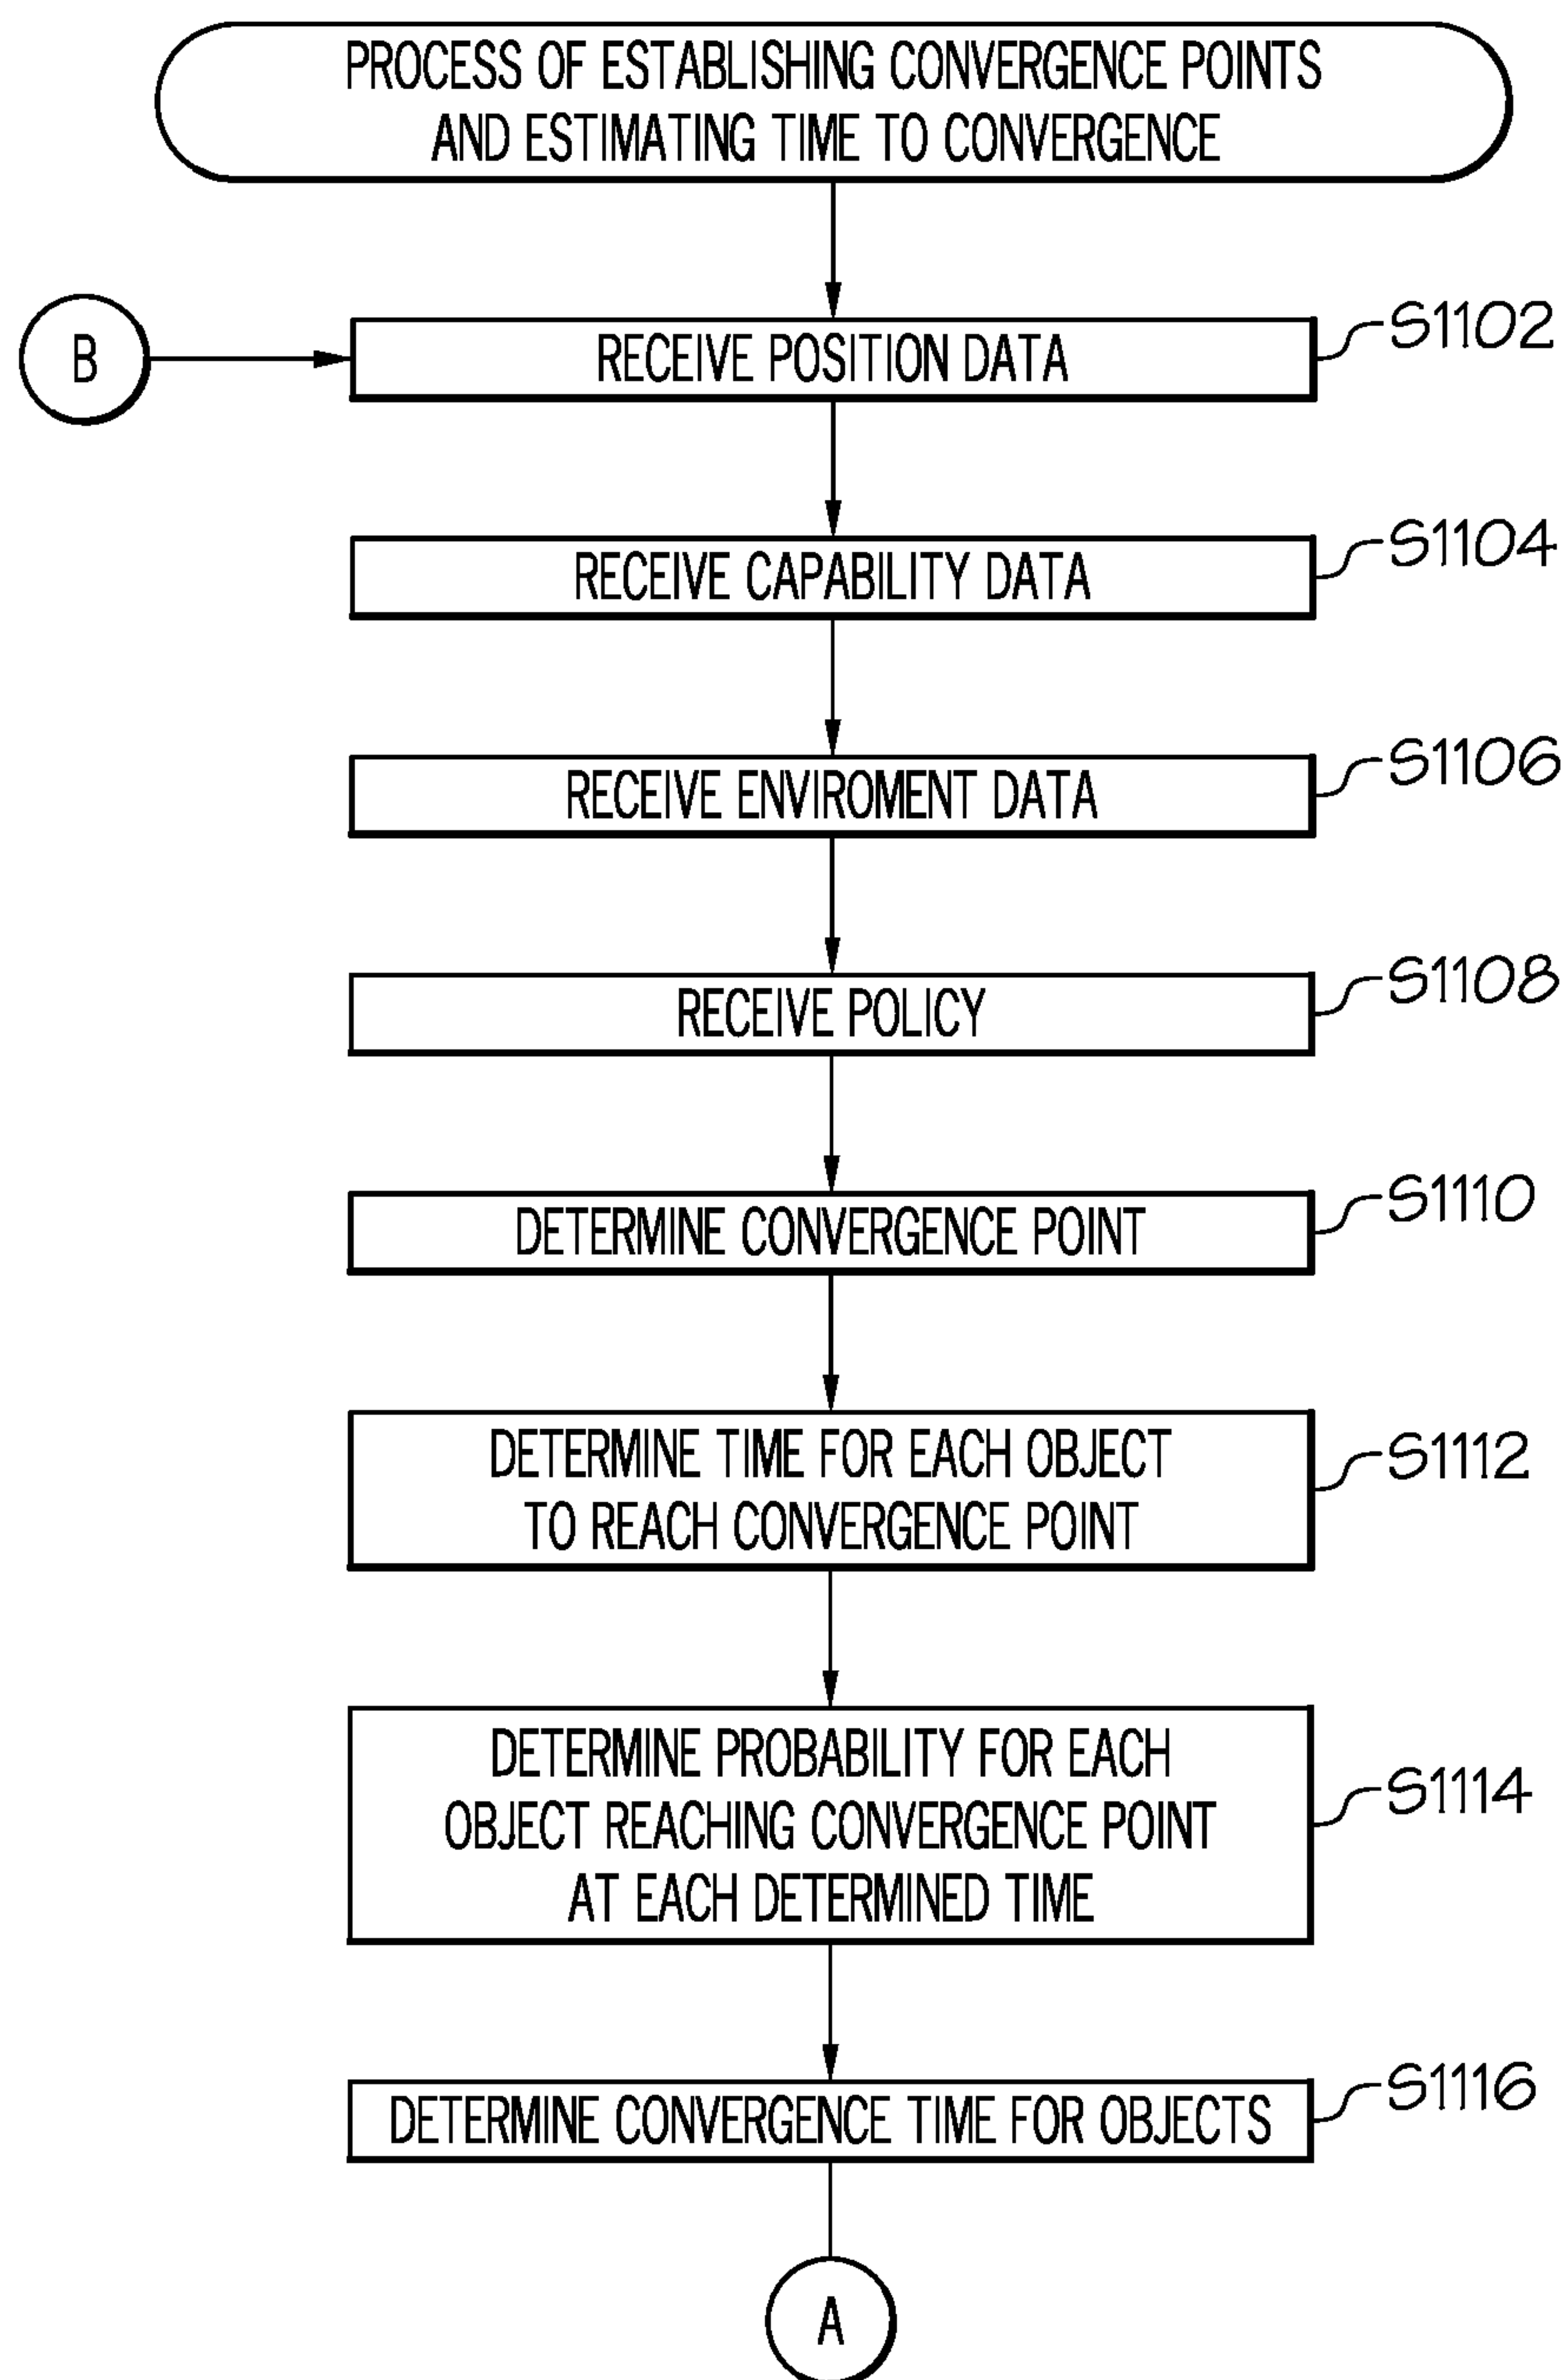 PROCESS OF ESTABLISHING CONVERGENCE POINTS
AND ESTIMATING TIME TO CONVERGENCE
B
RECEIVE POSITION DATA
S1102
RECEIVE CAPABILITY DATA
S1104
RECEIVE ENVIROMENT DATA
S1106
RECEIVE POLICY
S1108
DETERMINE CONVERGENCE POINT
S1110
DETERMINE TIME FOR EACH OBJECT
TO REACH CONVERGENCE POINT
S1112
DETERMINE PROBABILITY FOR EACH
OBJECT REACHING CONVERGENCE POINT
AT EACH DETERMINED TIME
S1114
DETERMINE CONVERGENCE TIME FOR OBJECTS
S1116
A